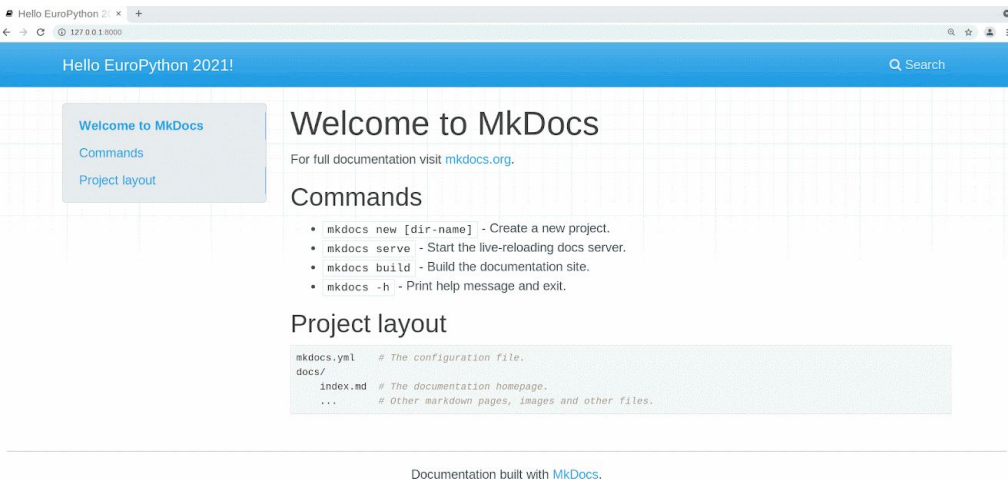 Hello EuroPython 2
127.0.0.1:8000
Hello EuroPython 2021!
Search
Welcome to MkDocs
Commands
Project layout
Welcome to MkDocs
For full documentation visit mkdocs.org.
Commands
mkdocs new [dir-name] - Create a new project.
mkdocs serve - Start the live-reloading docs server.
mkdocs build - Build the documentation site.
mkdocs -h - Print help message and exit.
Project layout
mkdocs.yml # The configuration file.
docs/
index.md # The documentation homepage.
... # Other markdown pages, images and other files.
Documentation built with MkDocs.